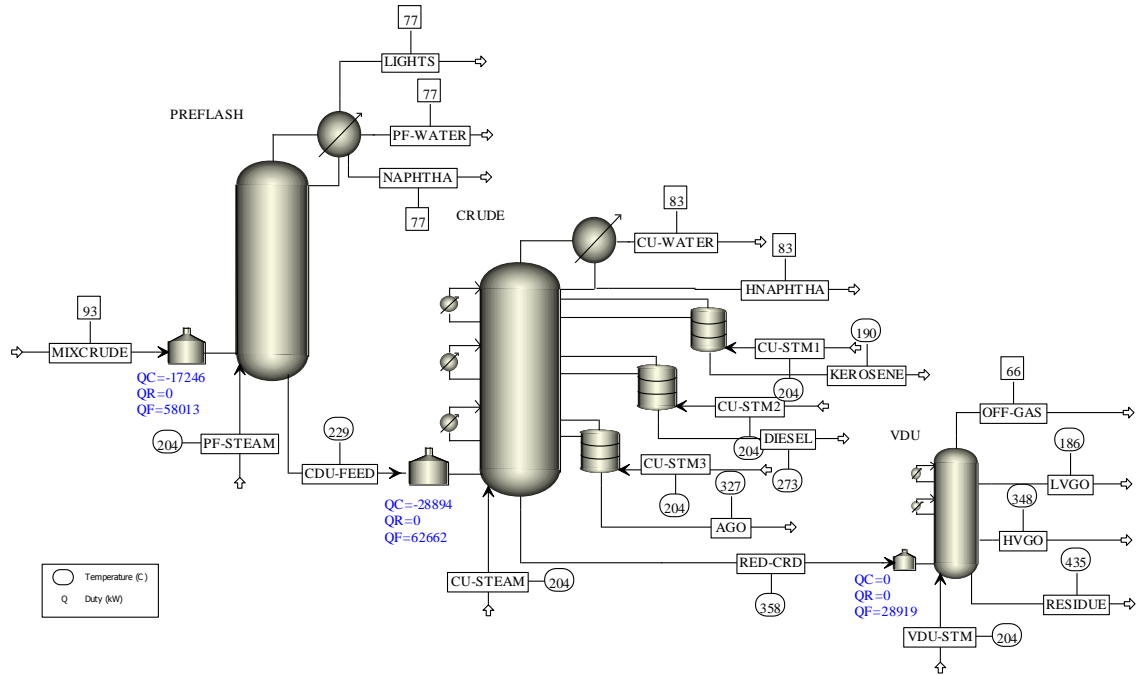 77
LIGHTS
77
PREFLASH
PF-WATER
NAPHTHA
77
CRUDE
83
CU-WATER
83
HNAPHTHA
93
MIXCRUDE
QC=-17246
QR=0
QF=58013
190
CU-STM1
KEROSENE
204
CU-STM2
204
DIESEL
273
204
PF-STEAM
229
CDU-FEED
QC=-28894
QR=0
QF=62662
CU-STM3
204
327
AGO
66
OFF-GAS
VDU
186
LVGO
348
HVGO
435
RESIDUE
RED-CRD
358
QC=0
QR=0
QF=28919
CU-STEAM
204
VDU-STM
204
Temperature (C)
Q Duty (kW)